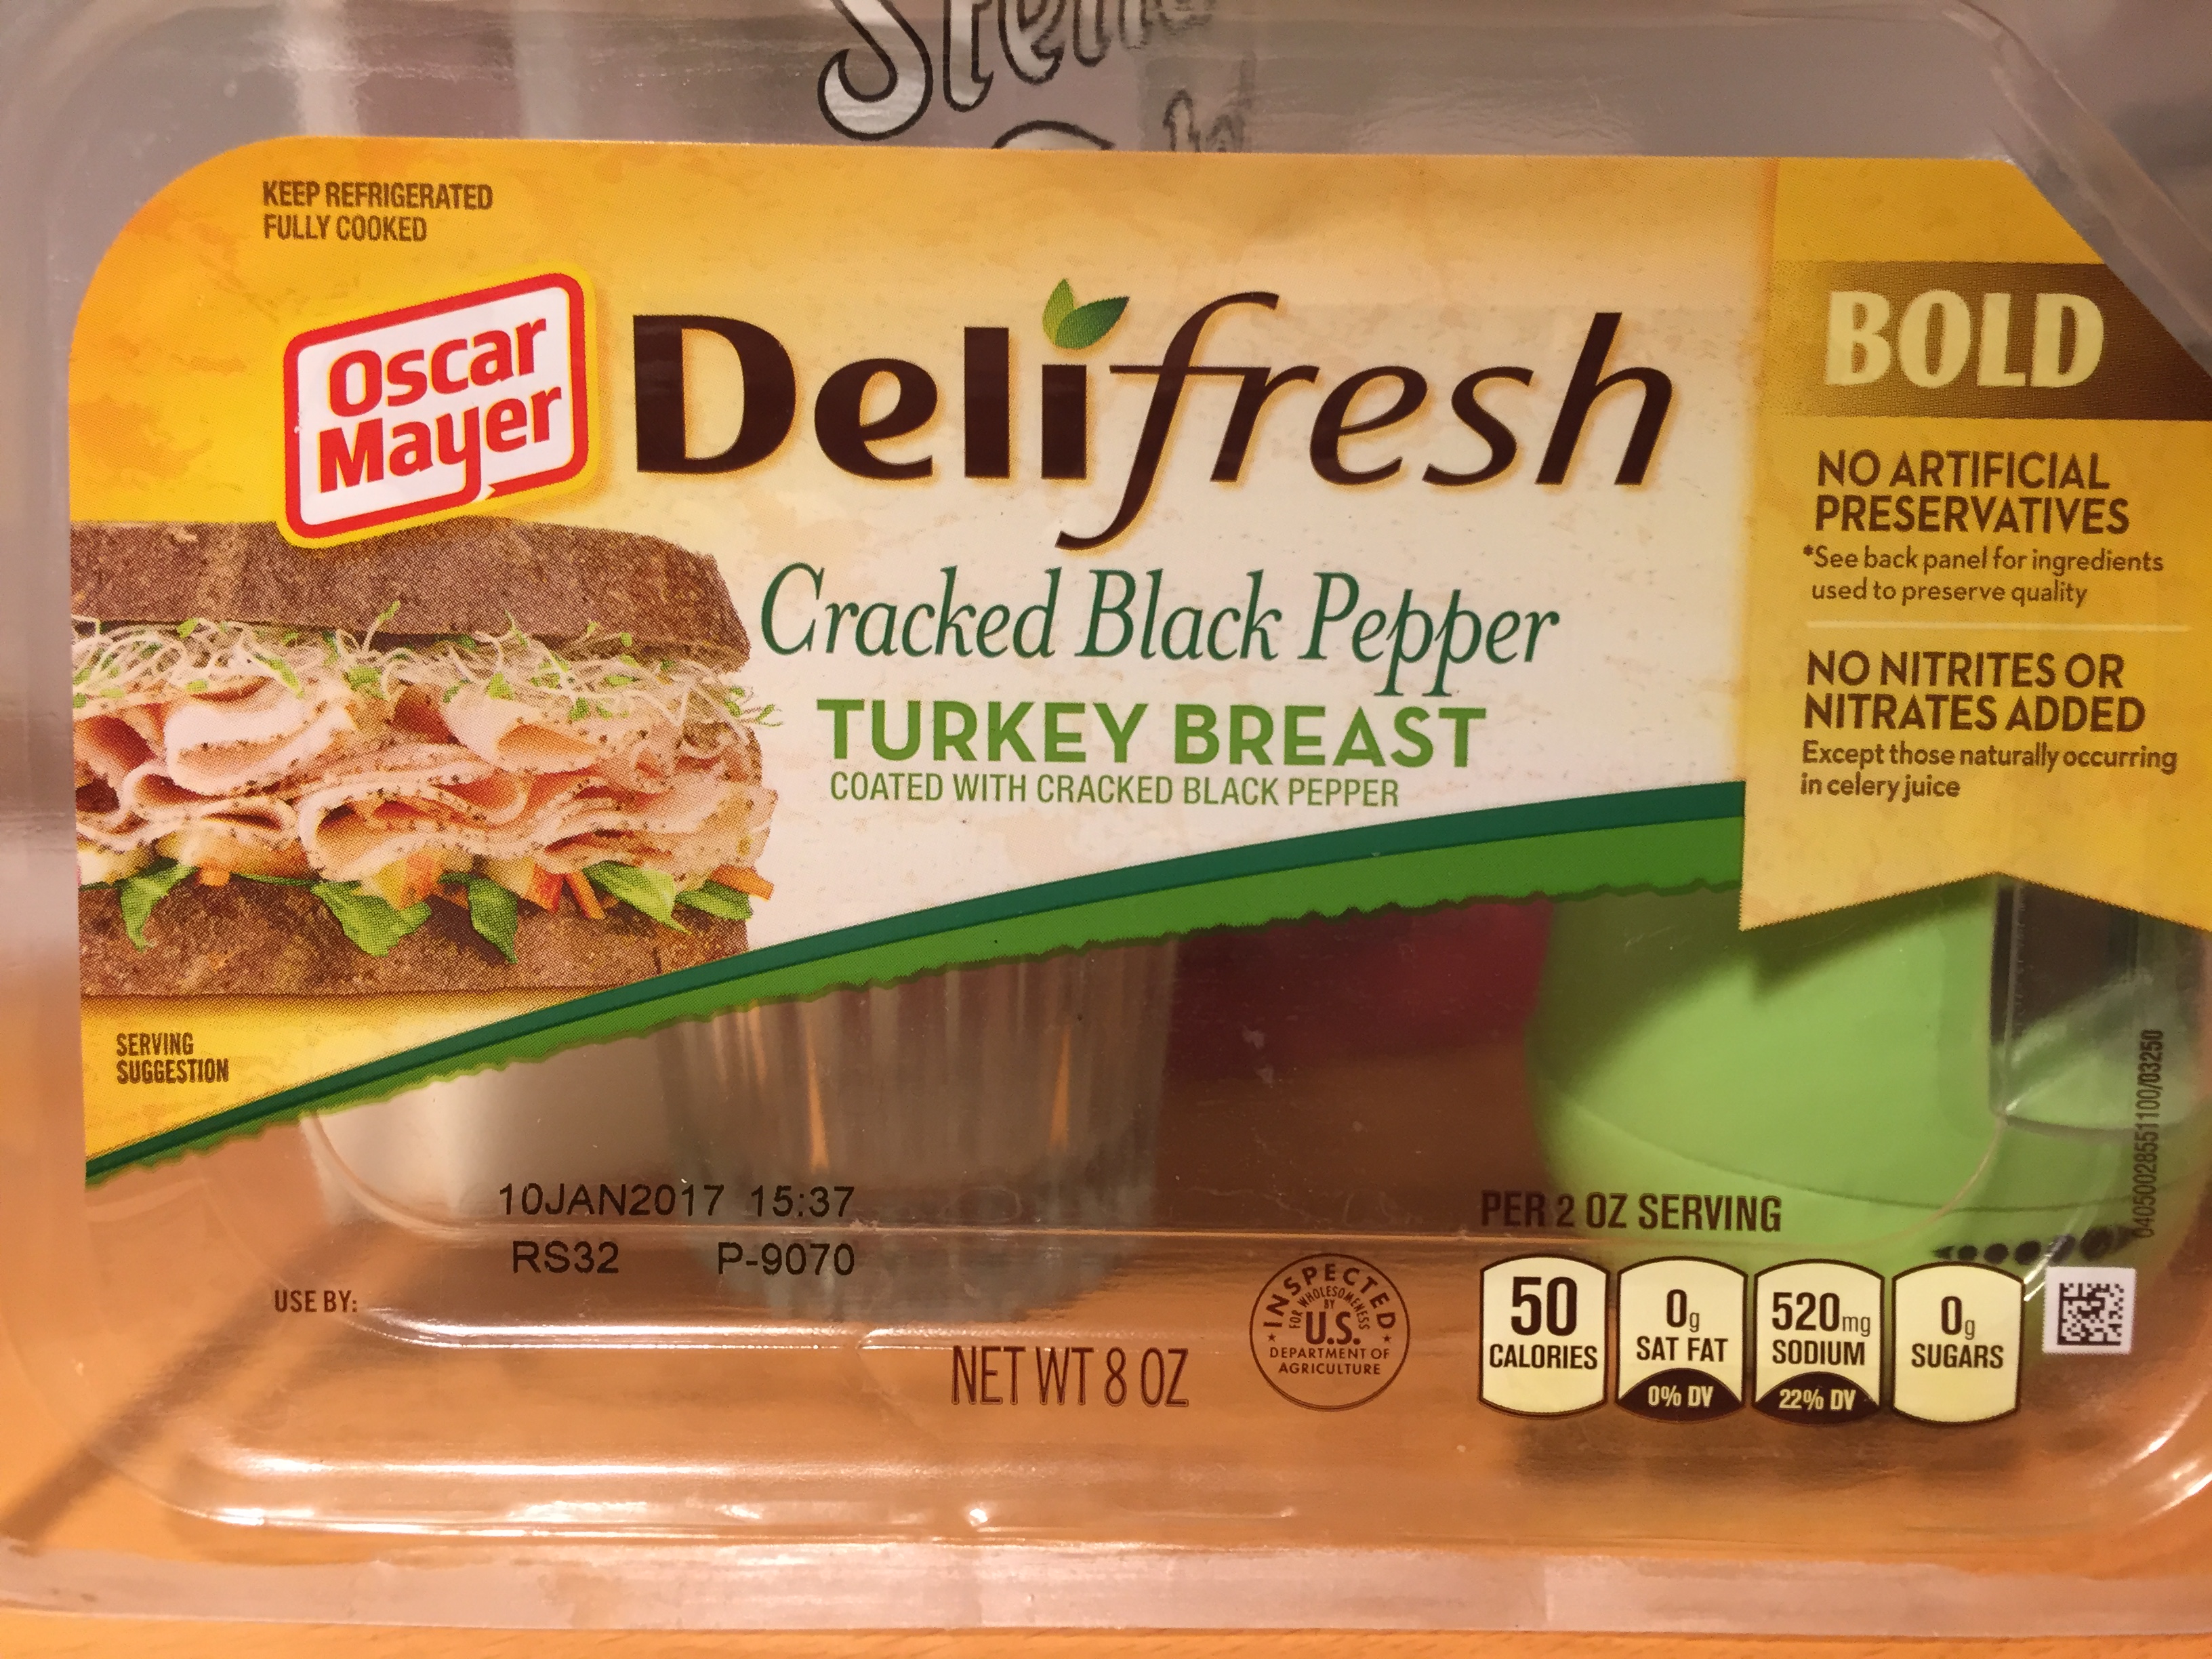 KEEP REFRIGERATED
FULLY COOKED
Oscar
Mayer
Delifresh
Cracked Black Pepper
TURKEY BREAST
COATED WITH CRACKED BLACK PEPPER
BOLD
NO ARTIFICIAL
PRESERVATIVES
*See back panel for ingredients
used to preserve quality
NO NITRITES OR
NITRATES ADDED
Except those naturally occurring
in celery juice
SERVING
SUGGESTION
10JAN2017 15:37
RS32 P-9070
USE BY:
NET WT 8 OZ
INSPECTED
FOR WHOLESOMENESS
BY
U.S.
DEPARTMENT OF
AGRICULTURE
PER 2 OZ SERVING
50
CALORIES
0g
SAT FAT
0% DV
520mg
SODIUM
22% DV
0g
SUGARS